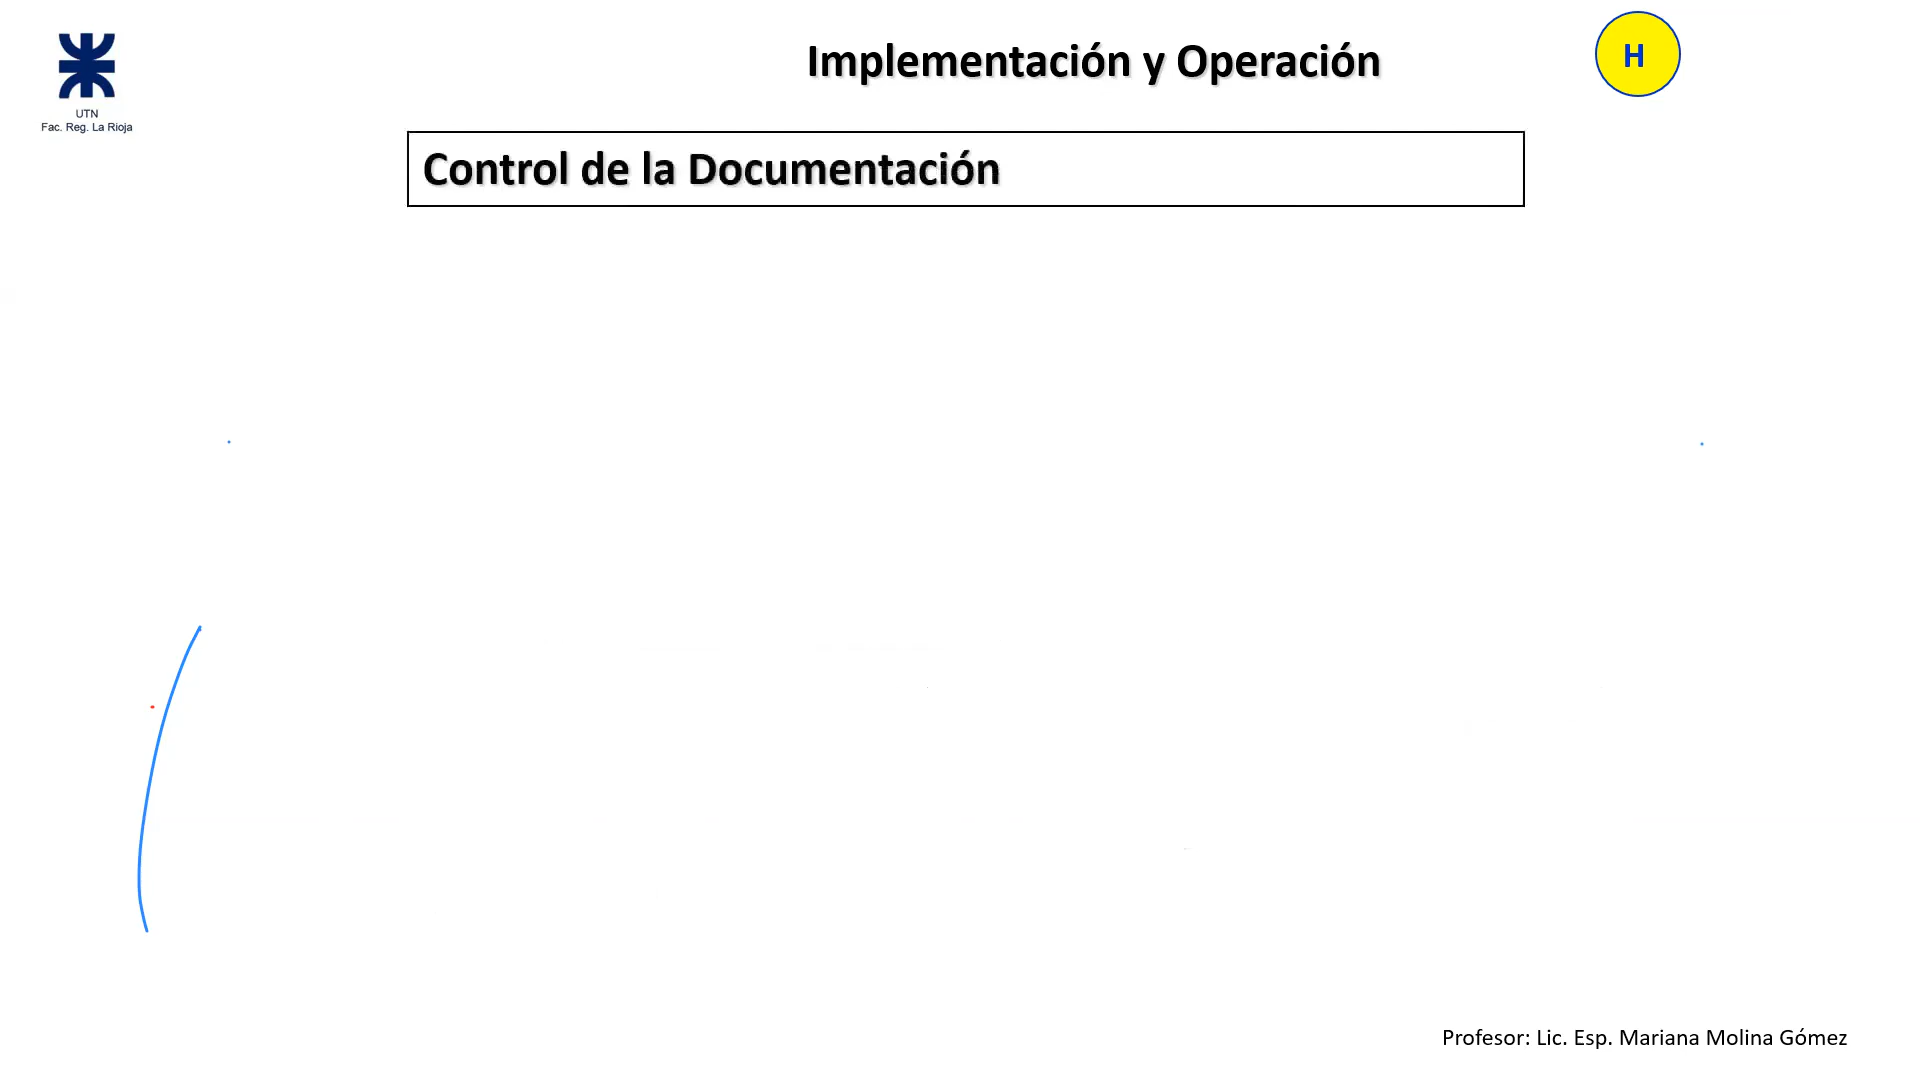 UTN
Fac. Reg. La Rioja
Implementación y Operación
H
Control de la Documentación
Profesor: Lic. Esp. Mariana Molina Gómez